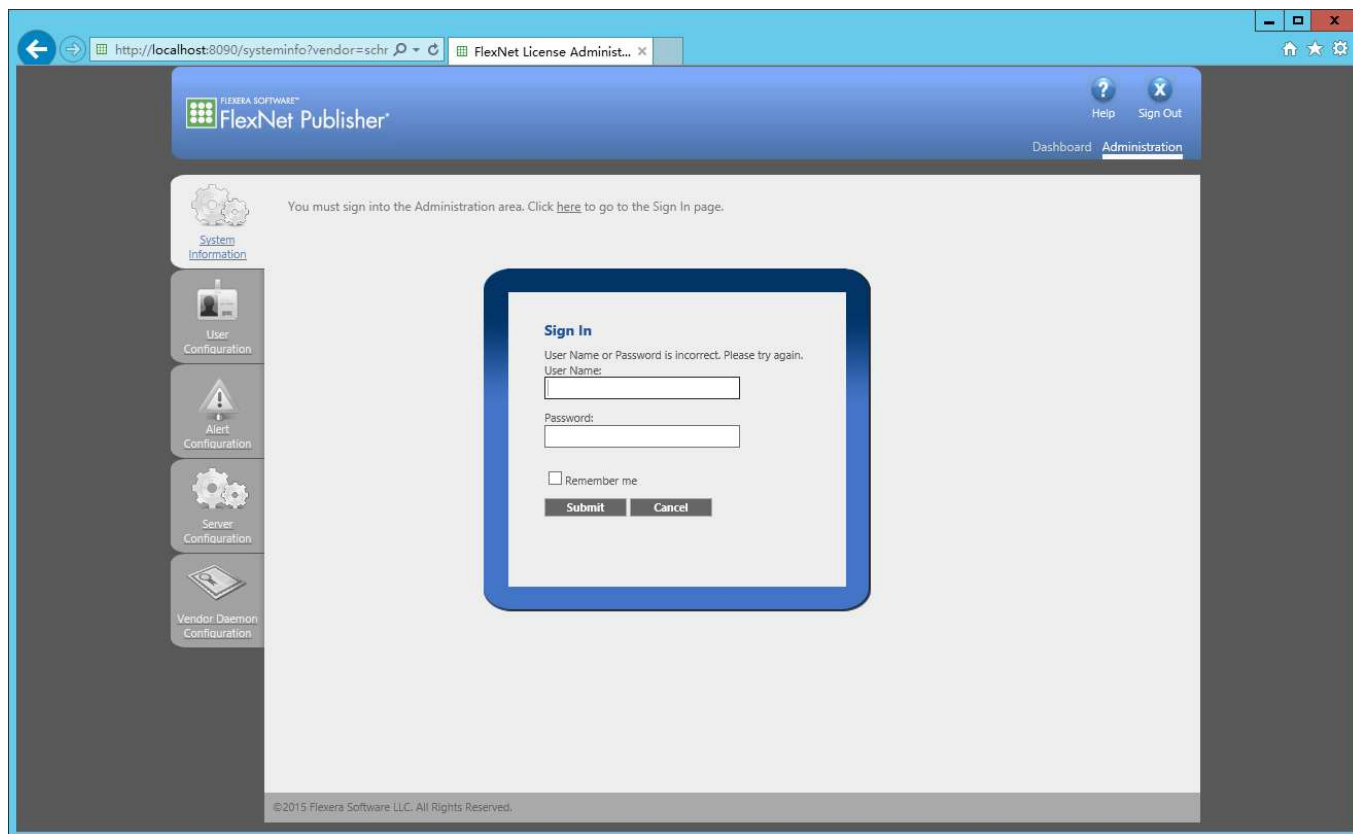 http://localhost:8090/systeminfo?vendor=schr
FlexNet License Administ...
FLEXERA SOFTWARE™
FlexNet Publisher®
Help
Sign Out
Dashboard
Administration
System
Information
User
Configuration
Alert
Configuration
Server
Configuration
Vendor Daemon
Configuration
You must sign into the Administration area. Click here to go to the Sign In page.
Sign In
User Name or Password is incorrect. Please try again.
User Name:
Password:
Remember me
Submit
Cancel
©2015 Flexera Software LLC. All Rights Reserved.